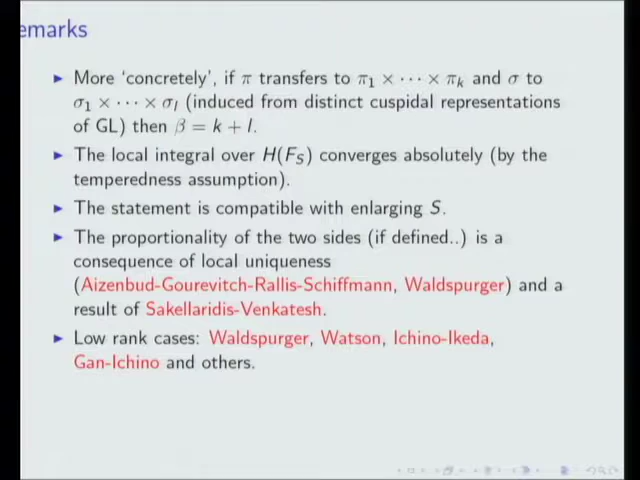 emarks
▶ More 'concretely', if π transfers to π₁ × ⋯ × πₖ and σ to
σ₁ × ⋯ × σₗ (induced from distinct cuspidal representations
of GL) then β = k + l.
▶ The local integral over H(F_S) converges absolutely (by the
temperedness assumption).
▶ The statement is compatible with enlarging S.
▶ The proportionality of the two sides (if defined..) is a
consequence of local uniqueness
(Aizenbud-Gourevitch-Rallis-Schiffmann, Waldspurger) and a
result of Sakellaridis-Venkatesh.
▶ Low rank cases: Waldspurger, Watson, Ichino-Ikeda,
Gan-Ichino and others.